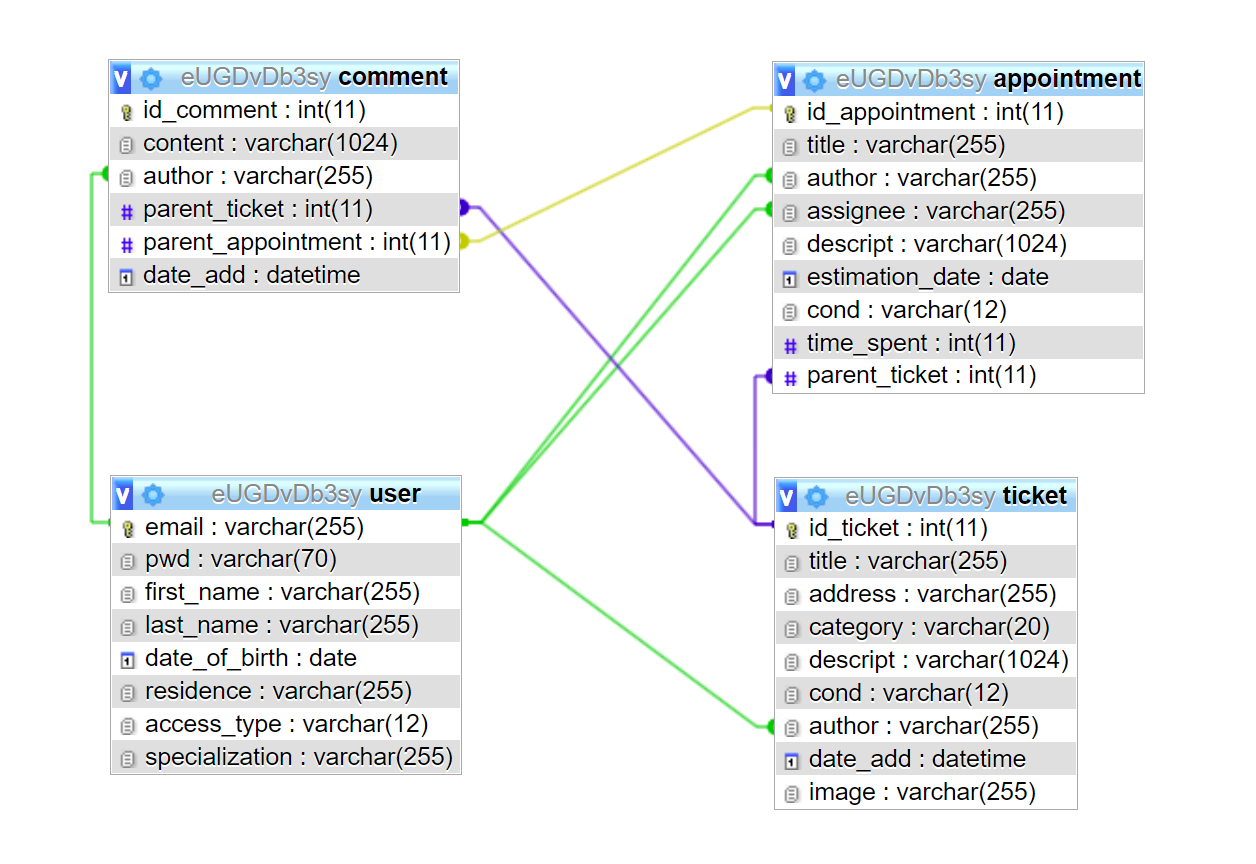 v eUGDvDb3sy comment
id_comment : int(11)
content : varchar(1024)
author : varchar(255)
# parent_ticket : int(11)
# parent_appointment : int(11)
1 date_add : datetime
v eUGDvDb3sy appointment
id_appointment : int(11)
title : varchar(255)
author : varchar(255)
assignee : varchar(255)
descript : varchar(1024)
1 estimation_date : date
cond : varchar(12)
# time_spent : int(11)
# parent_ticket : int(11)
v eUGDvDb3sy user
email : varchar(255)
pwd : varchar(70)
first_name : varchar(255)
last_name : varchar(255)
1 date_of_birth : date
residence : varchar(255)
access_type : varchar(12)
specialization : varchar(255)
v eUGDvDb3sy ticket
id_ticket : int(11)
title : varchar(255)
address : varchar(255)
category : varchar(20)
descript : varchar(1024)
cond : varchar(12)
author : varchar(255)
1 date_add : datetime
image : varchar(255)